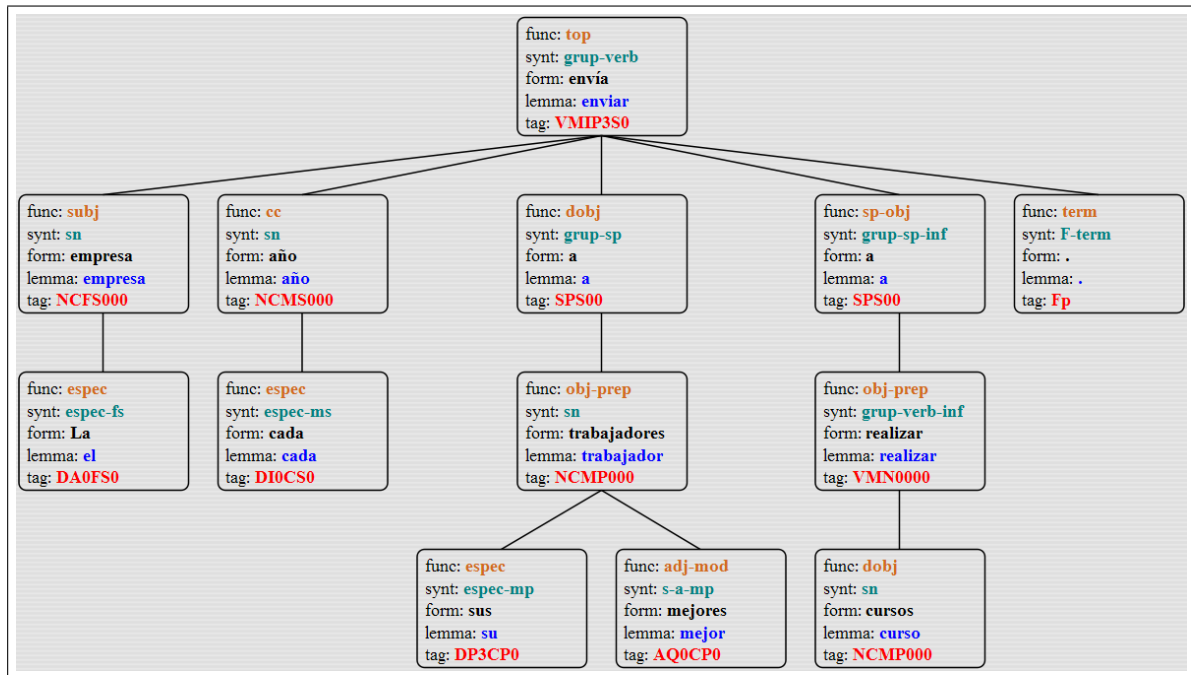 func: top
synt: grup-verb
form: envía
lemma: enviar
tag: VMIP3S0
func: subj
synt: sn
form: empresa
lemma: empresa
tag: NCFS000
func: cc
synt: sn
form: año
lemma: año
tag: NCMS000
func: dobj
synt: grup-sp
form: a
lemma: a
tag: SPS00
func: sp-obj
synt: grup-sp-inf
form: a
lemma: a
tag: SPS00
func: term
synt: F-term
form: .
lemma: .
tag: Fp
func: espec
synt: espec-fs
form: La
lemma: el
tag: DA0FS0
func: espec
synt: espec-ms
form: cada
lemma: cada
tag: DI0CS0
func: obj-prep
synt: sn
form: trabajadores
lemma: trabajador
tag: NCMP000
func: obj-prep
synt: grup-verb-inf
form: realizar
lemma: realizar
tag: VMN0000
func: espec
synt: espec-mp
form: sus
lemma: su
tag: DP3CP0
func: adj-mod
synt: s-a-mp
form: mejores
lemma: mejor
tag: AQ0CP0
func: dobj
synt: sn
form: cursos
lemma: curso
tag: NCMP000